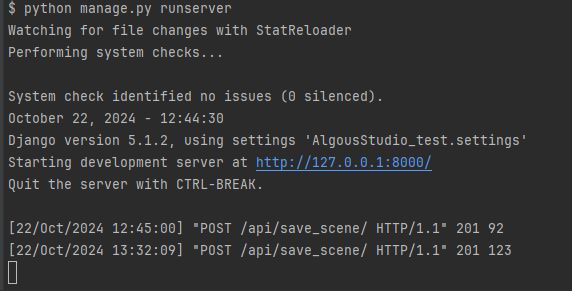 $ python manage.py runserver
Watching for file changes with StatReloader
Performing system checks...
System check identified no issues (0 silenced).
October 22, 2024 - 12:44:30
Django version 5.1.2, using settings 'AlgousStudio_test.settings'
Starting development server at http://127.0.0.1:8000/
Quit the server with CTRL-BREAK.
[22/Oct/2024 12:45:00] "POST /api/save_scene/ HTTP/1.1" 201 92
[22/Oct/2024 13:32:09] "POST /api/save_scene/ HTTP/1.1" 201 123